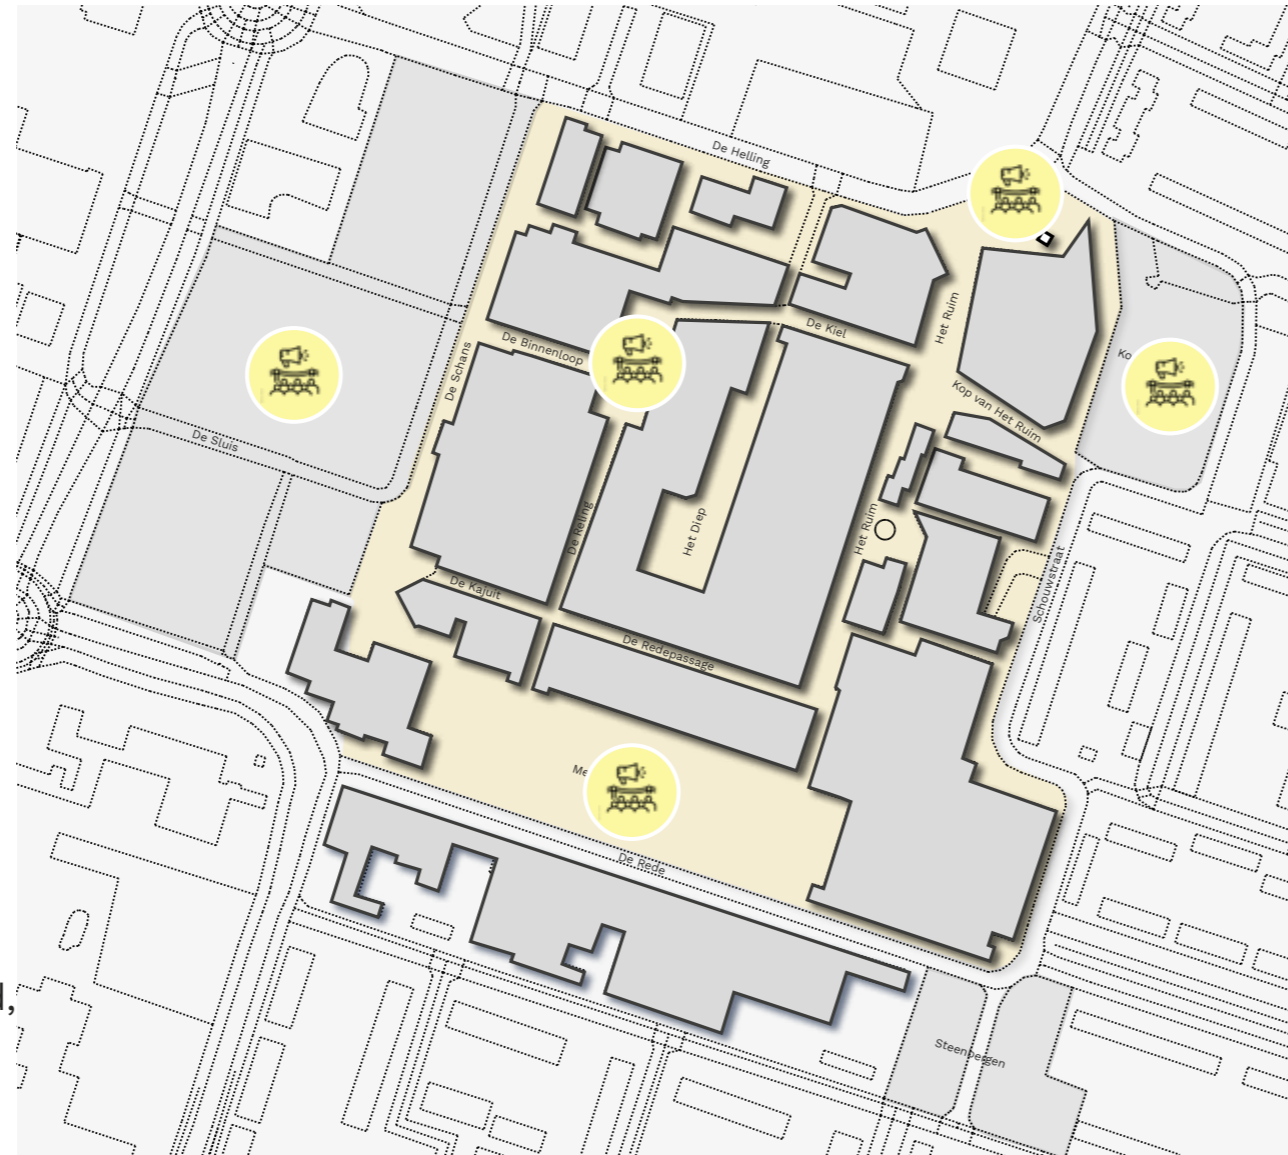 De Helling
De Kiel
Het Ruim
De Binnenloop
De Schans
Kop van Het Ruim
De Sluis
De Reling
Het Diep
Het Ruim
Schouwstraat
De Kajuit
De Redepassage
De Rede
Steenbergen